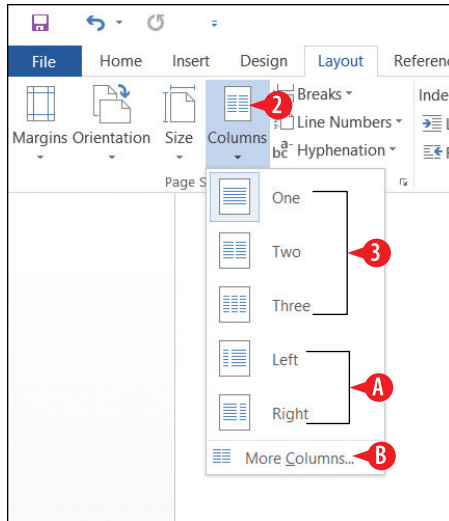 File Home Insert Design Layout Referen
Margins Orientation Size Columns
Breaks
Line Numbers
Hyphenation
Inde
Page S
2
One
Two
Three
3
Left
Right
A
More Columns...
B